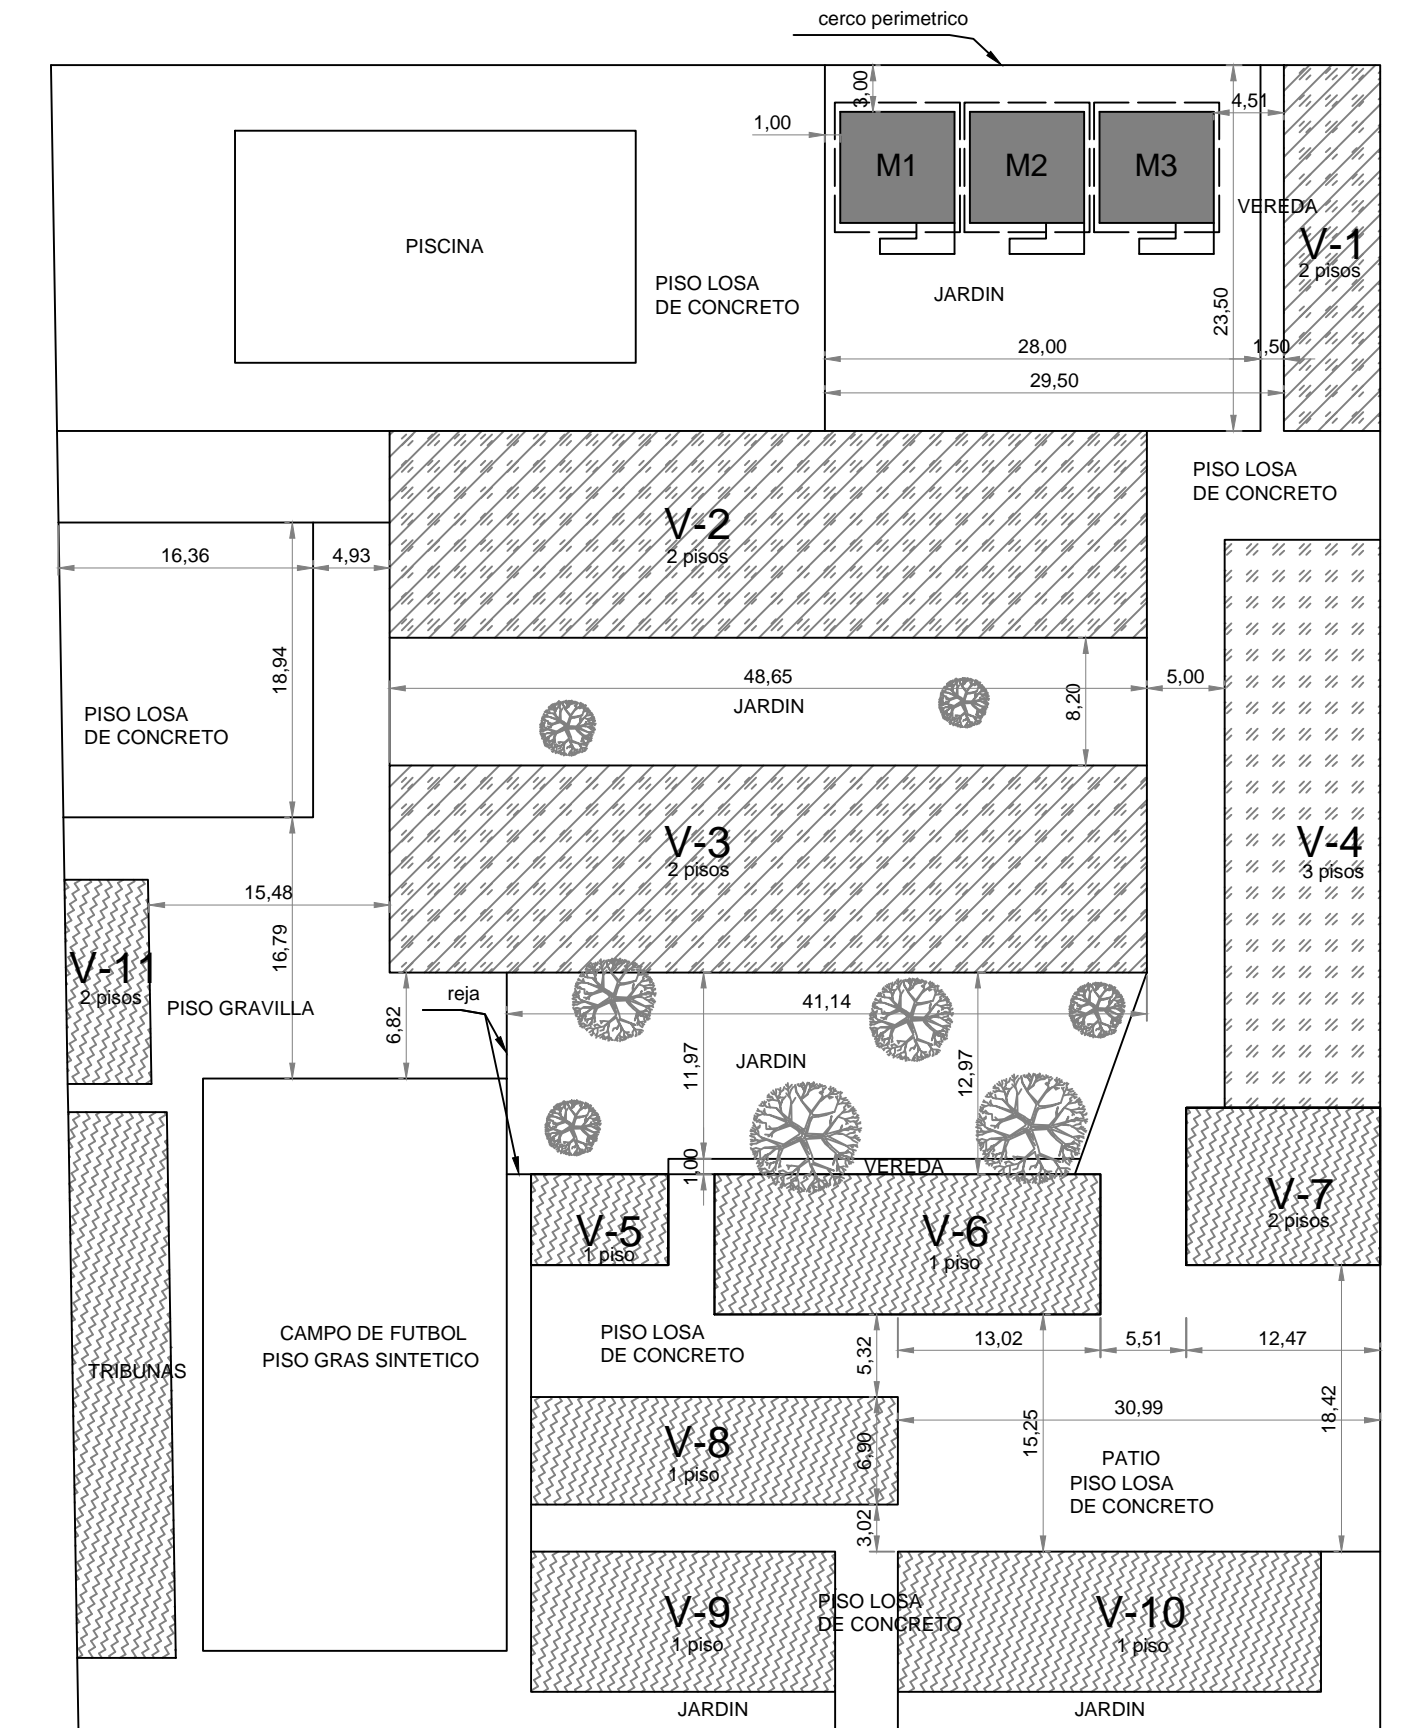 cerco perimetrico
3,00
4,51
1,00
M1
M2
M3
VEREDA
V-1
2 pisos
PISCINA
PISO LOSA
DE CONCRETO
JARDIN
23,50
28,00
1,50
29,50
PISO LOSA
DE CONCRETO
V-2
2 pisos
16,36
4,93
18,94
48,65
JARDIN
8,20
5,00
PISO LOSA
DE CONCRETO
V-3
2 pisos
V-4
3 pisos
15,48
16,79
V-11
2 pisos
PISO GRAVILLA
6,82
reja
41,14
11,97
JARDIN
12,97
1,00
VEREDA
V-5
1 piso
V-6
1 piso
V-7
2 pisos
CAMPO DE FUTBOL
PISO GRAS SINTETICO
TRIBUNAS
PISO LOSA
DE CONCRETO
5,32
13,02
5,51
12,47
30,99
15,25
18,42
V-8
1 piso
6,90
PATIO
PISO LOSA
DE CONCRETO
3,02
V-9
1 piso
PISO LOSA
DE CONCRETO
V-10
1 piso
JARDIN
JARDIN